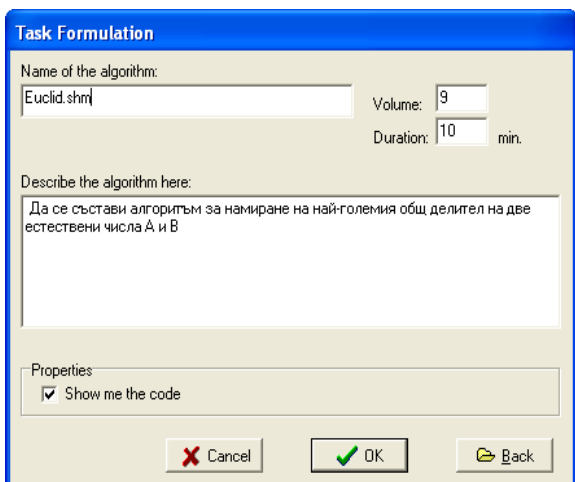 Task Formulation
Name of the algorithm:
Euclid.shm
Volume: 9
Duration: 10 min.
Describe the algorithm here:
Да се състави алгоритъм за намиране на най-големия общ делител на две
естествени числа А и В
Properties
Show me the code
Cancel OK Back